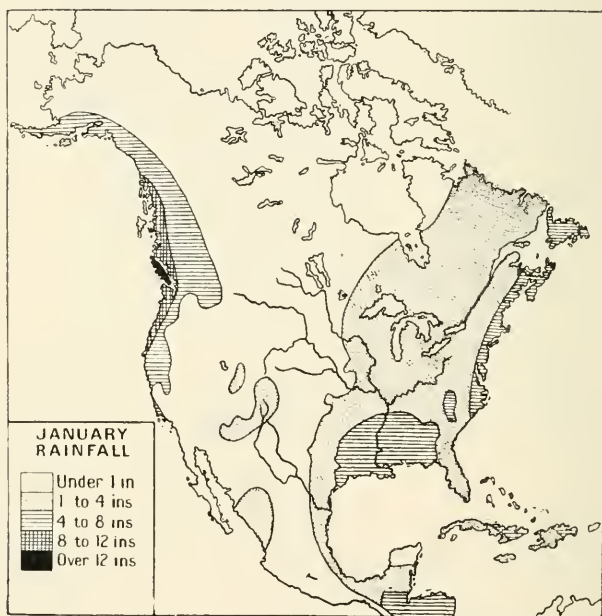 JANUARY
RAINFALL
Under 1 in
1 to 4 ins
4 to 8 ins
8 to 12 ins
Over 12 ins